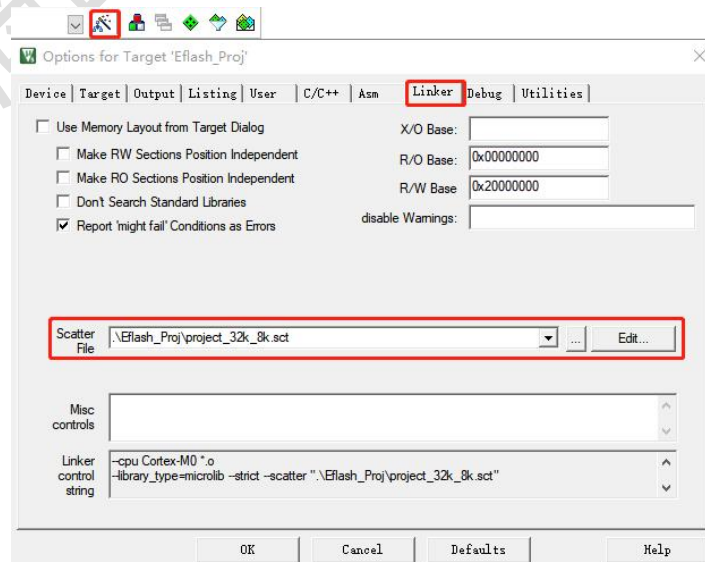 Options for Target 'Eflash_Proj'
Device Target Output Listing User C/C++ Asm Linker Debug Utilities
Use Memory Layout from Target Dialog
X/O Base:
Make RW Sections Position Independent
R/O Base: 0x00000000
Make RO Sections Position Independent
R/W Base 0x20000000
Don't Search Standard Libraries
disable Warnings:
Report 'might fail' Conditions as Errors
Scatter File
.\Eflash_Proj\project_32k_8k.sct
... Edit...
Misc controls
Linker control string
--cpu Cortex-M0 *.o
--library_type=microlib --strict --scatter ".\Eflash_Proj\project_32k_8k.sct"
OK Cancel Defaults Help